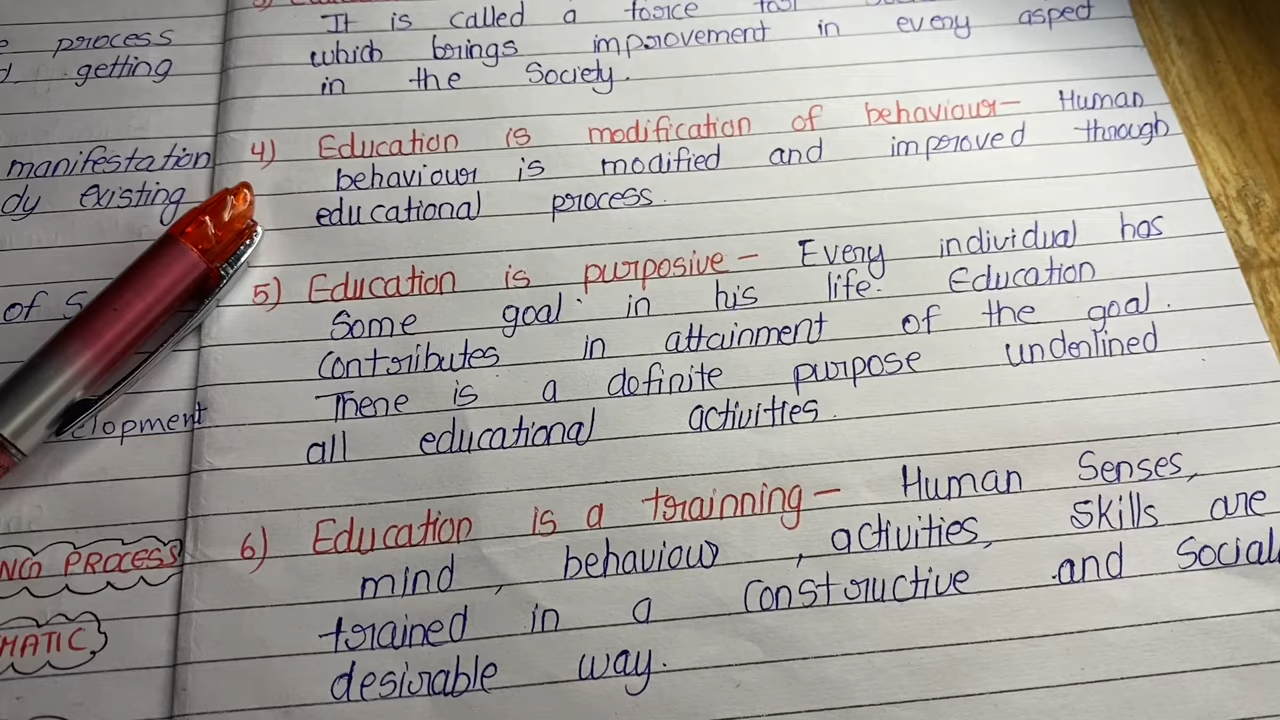 process
getting
manifestation
dy existing
of S
elopment
NG PROCESS
MATIC
It is called a force
which brings improvement in every aspect
in the Society.
4) Education is modification of behaviour- Human
behaviour is modified and improved through
educational process.
5) Education is purposive- Every individual has
Some goal in his life. Education
contributes in attainment of the goal.
There is a definite purpose underlined
all educational activities.
6) Education is a trainning- Human Senses,
mind, behaviour, activities, skills are
trained in a constructive and Social
desirable way.